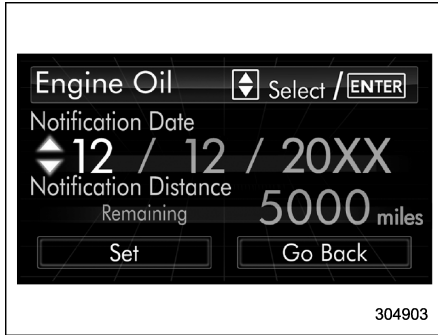 Engine Oil Select / ENTER
Notification Date
12 / 12 / 20XX
Notification Distance
Remaining 5000 miles
Set Go Back
304903